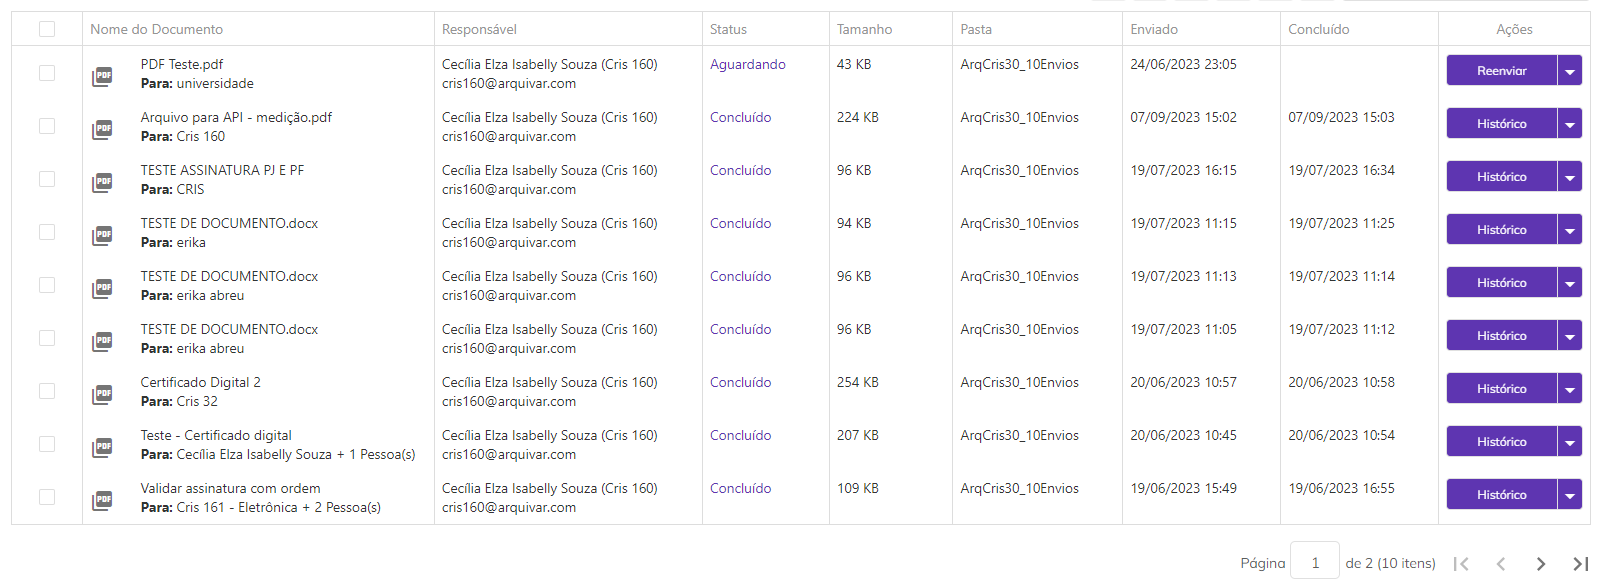 Nome do Documento Responsável Status Tamanho Pasta Enviado Concluído Ações
PDF PDF Teste.pdf Cecília Elza Isabelly Souza (Cris 160) Aguardando 43 KB ArqCris30_10Envios 24/06/2023 23:05 Reenviar
Para: universidade cris160@arquivar.com
PDF Arquivo para API - medição.pdf Cecília Elza Isabelly Souza (Cris 160) Concluído 224 KB ArqCris30_10Envios 07/09/2023 15:02 07/09/2023 15:03 Histórico
Para: Cris 160 cris160@arquivar.com
PDF TESTE ASSINATURA PJ E PF Cecília Elza Isabelly Souza (Cris 160) Concluído 96 KB ArqCris30_10Envios 19/07/2023 16:15 19/07/2023 16:34 Histórico
Para: CRIS cris160@arquivar.com
PDF TESTE DE DOCUMENTO.docx Cecília Elza Isabelly Souza (Cris 160) Concluído 94 KB ArqCris30_10Envios 19/07/2023 11:15 19/07/2023 11:25 Histórico
Para: erika cris160@arquivar.com
PDF TESTE DE DOCUMENTO.docx Cecília Elza Isabelly Souza (Cris 160) Concluído 96 KB ArqCris30_10Envios 19/07/2023 11:13 19/07/2023 11:14 Histórico
Para: erika abreu cris160@arquivar.com
PDF TESTE DE DOCUMENTO.docx Cecília Elza Isabelly Souza (Cris 160) Concluído 96 KB ArqCris30_10Envios 19/07/2023 11:05 19/07/2023 11:12 Histórico
Para: erika abreu cris160@arquivar.com
PDF Certificado Digital 2 Cecília Elza Isabelly Souza (Cris 160) Concluído 254 KB ArqCris30_10Envios 20/06/2023 10:57 20/06/2023 10:58 Histórico
Para: Cris 32 cris160@arquivar.com
PDF Teste - Certificado digital Cecília Elza Isabelly Souza (Cris 160) Concluído 207 KB ArqCris30_10Envios 20/06/2023 10:45 20/06/2023 10:54 Histórico
Para: Cecília Elza Isabelly Souza + 1 Pessoa(s) cris160@arquivar.com
PDF Validar assinatura com ordem Cecília Elza Isabelly Souza (Cris 160) Concluído 109 KB ArqCris30_10Envios 19/06/2023 15:49 19/06/2023 16:55 Histórico
Para: Cris 161 - Eletrônica + 2 Pessoa(s) cris160@arquivar.com
Página 1 de 2 (10 itens)